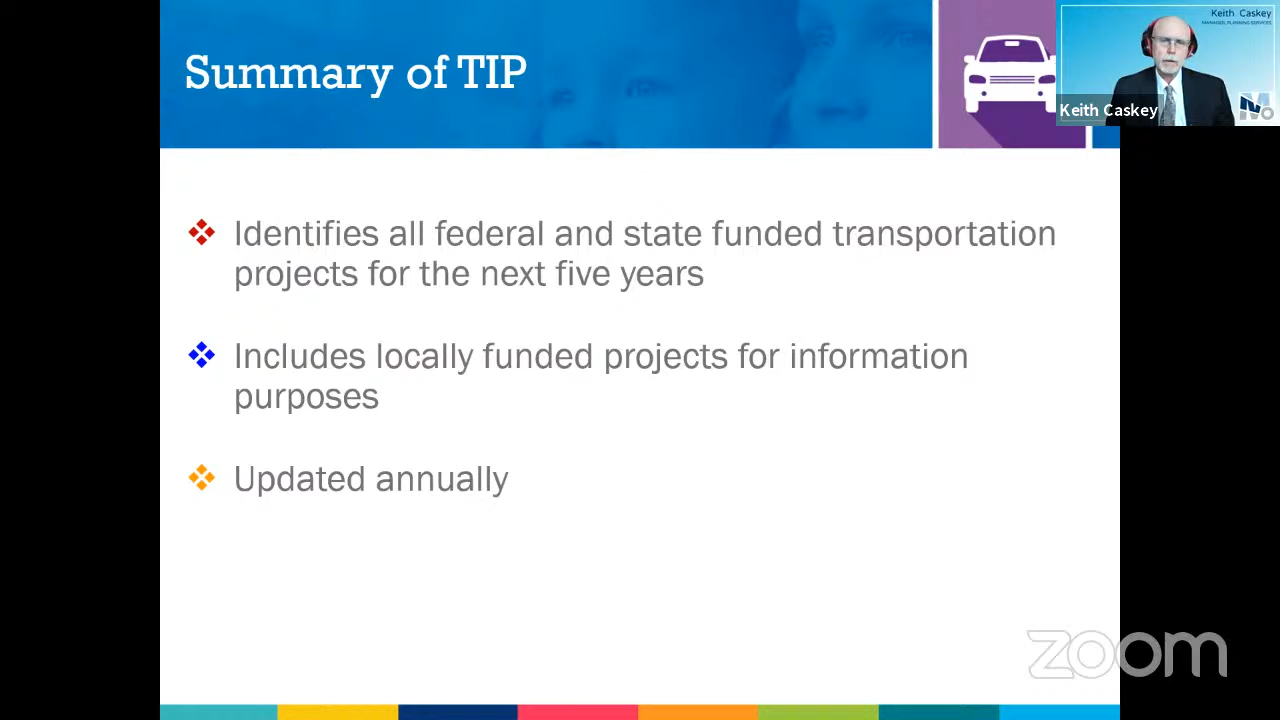 Summary of TIP
Keith Caskey
MANAGER, PLANNING SERVICES
Keith Caskey
Identifies all federal and state funded transportation
projects for the next five years
Includes locally funded projects for information
purposes
Updated annually
zoom